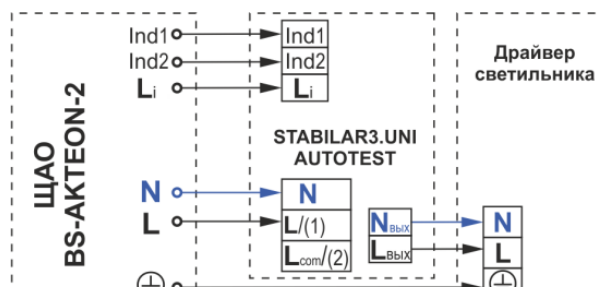 Ind1
Ind2
Li
ЩАО
BS-AKTEON-2
N
L
Ind1
Ind2
Li
STABILAR3.UNI
AUTOTEST
N
L/(1)
Lcom/(2)
Nвых
Lвых
Драйвер
светильника
N
L